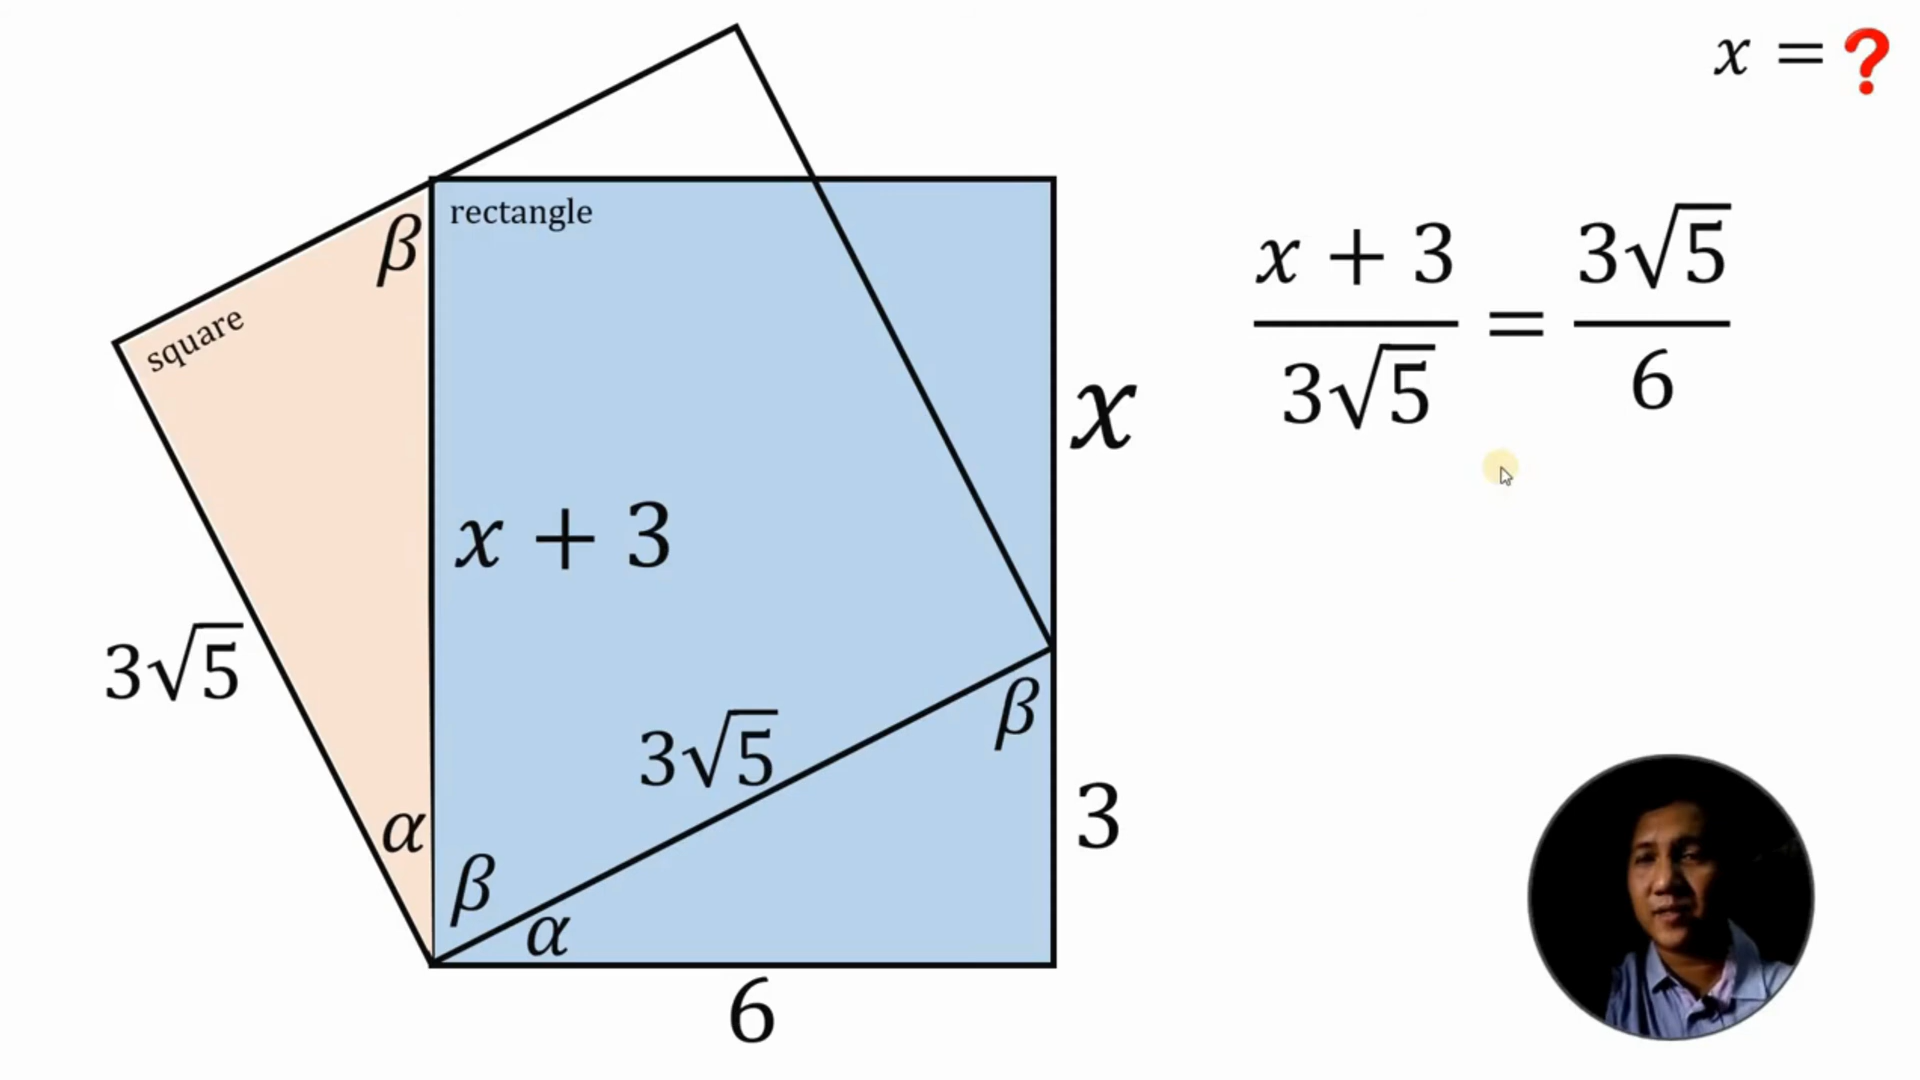 x = ❓
β
rectangle
square
x + 3
x
(x + 3)/(3√5) = (3√5)/6
3√5
3√5
β
3
α
β
α
6